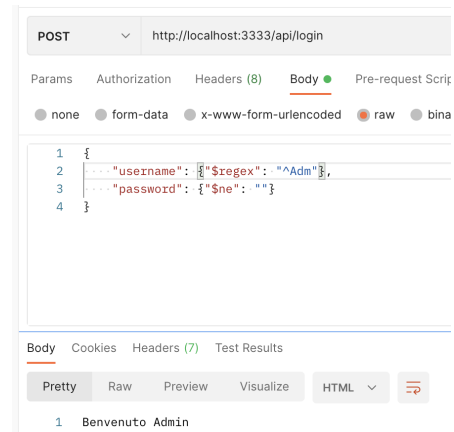 POST http://localhost:3333/api/login
Params Authorization Headers (8) Body Pre-request Scrip
none form-data x-www-form-urlencoded raw bina
1 {
2 "username": {"$regex": "^Adm"},
3 "password": {"$ne": ""}
4 }
Body Cookies Headers (7) Test Results
Pretty Raw Preview Visualize HTML
1 Benvenuto Admin